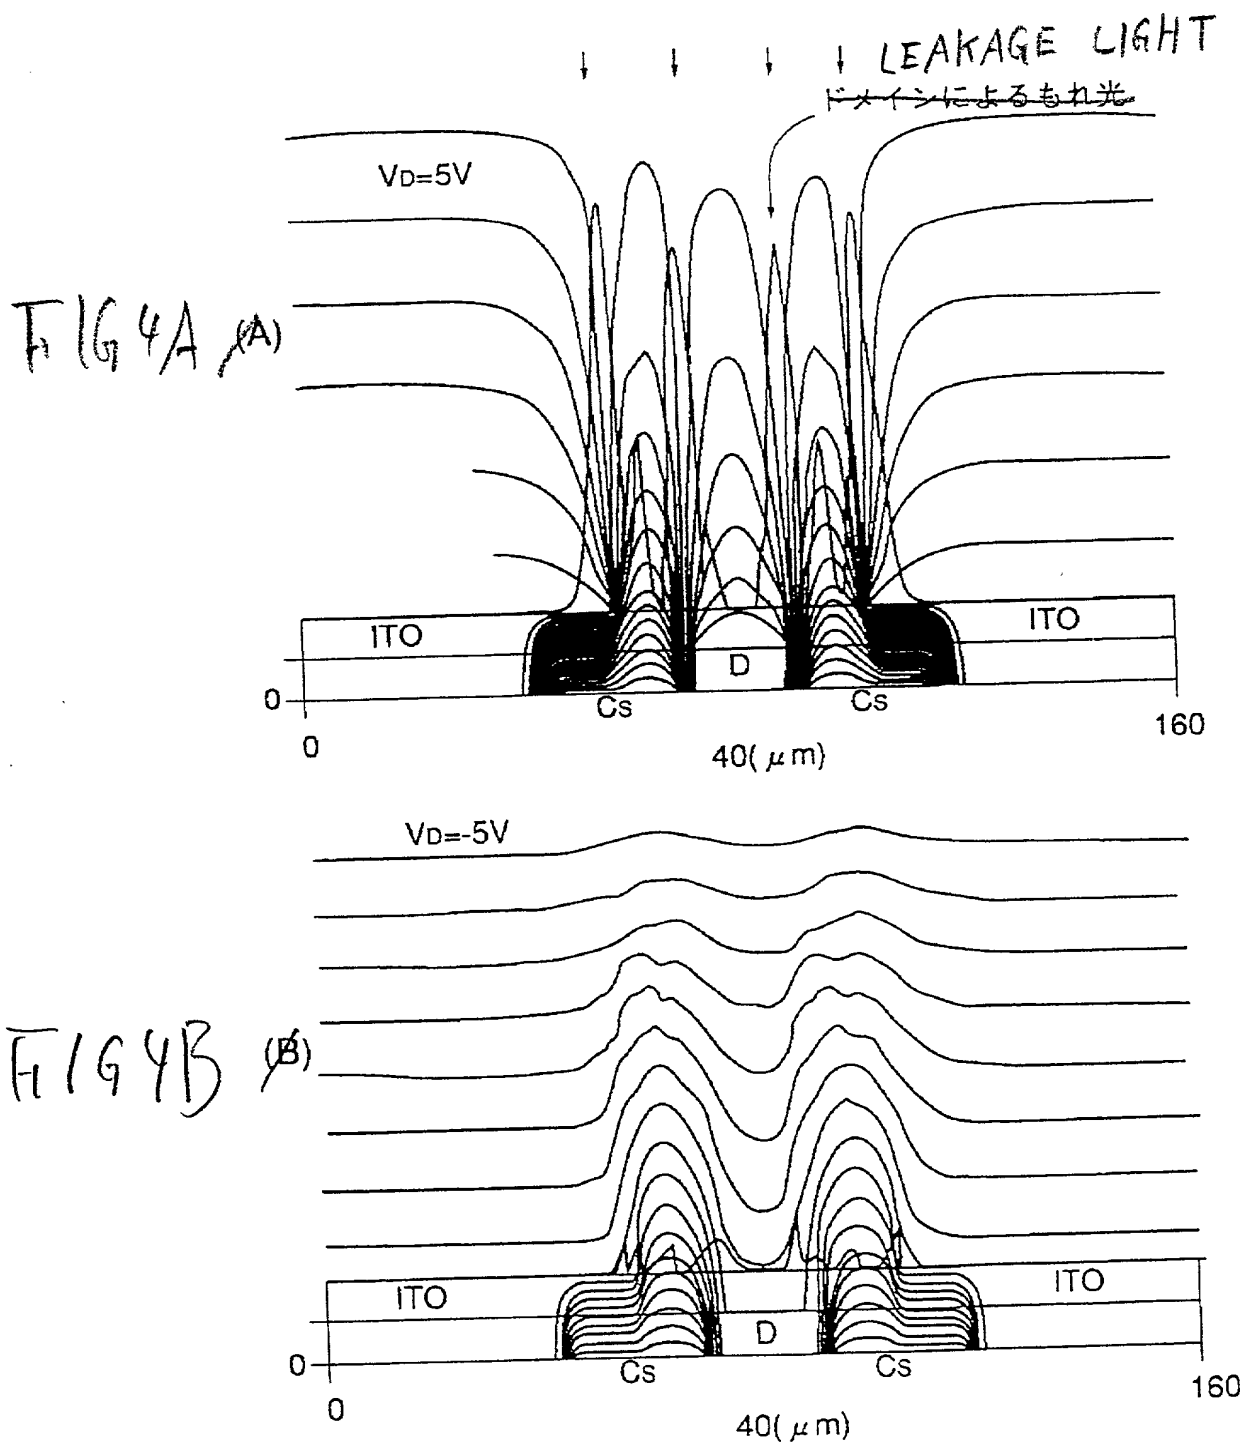 LEAKAGE LIGHT
ドメインによるもれ光
VD=5V
FIG 4A (A)
ITO
ITO
D
0
Cs
Cs
0
160
40(μm)
VD=-5V
FIG 4B (B)
ITO
ITO
D
0
Cs
Cs
0
160
40(μm)